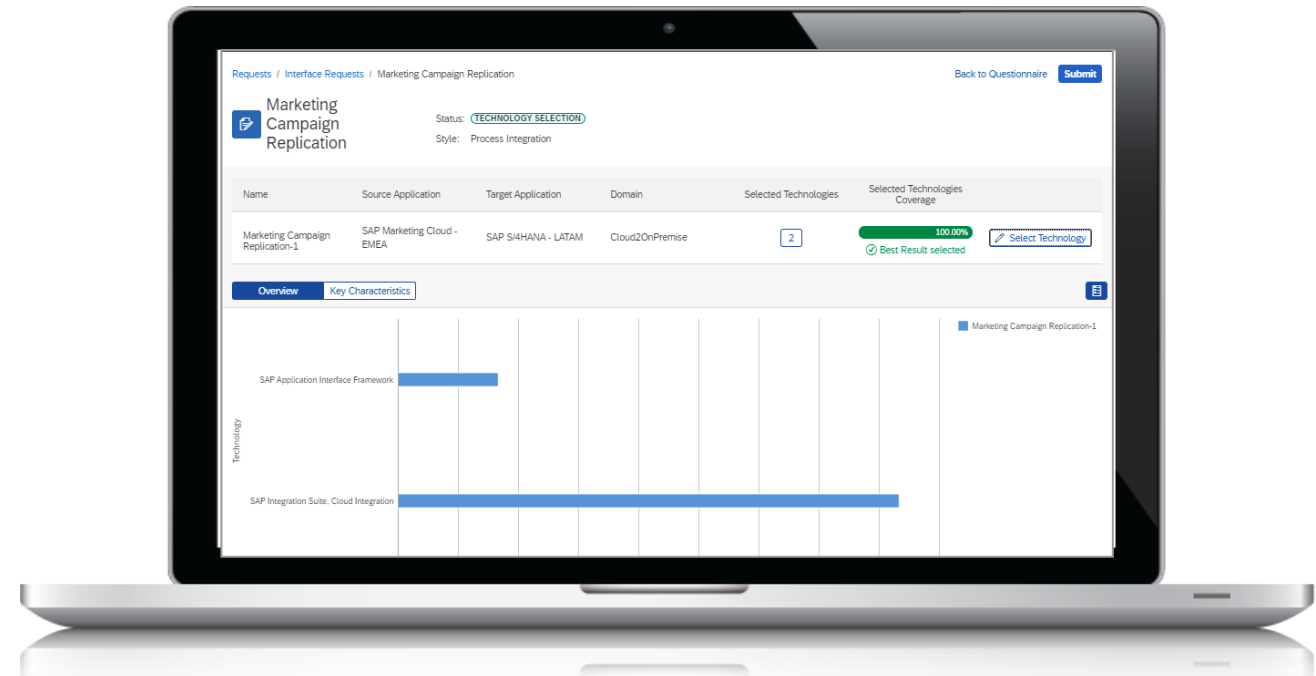 Requests / Interface Requests / Marketing Campaign Replication
Back to Questionnaire
Submit
Marketing
Campaign
Replication
Status: TECHNOLOGY SELECTION
Style: Process Integration
Name
Source Application
Target Application
Domain
Selected Technologies
Selected Technologies
Coverage
Marketing Campaign
Replication-1
SAP Marketing Cloud -
EMEA
SAP S/4HANA - LATAM
Cloud2OnPremise
2
100.00%
Best Result selected
Select Technology
Overview
Key Characteristics
Marketing Campaign Replication-1
SAP Application Interface Framework
Technology
SAP Integration Suite, Cloud Integration